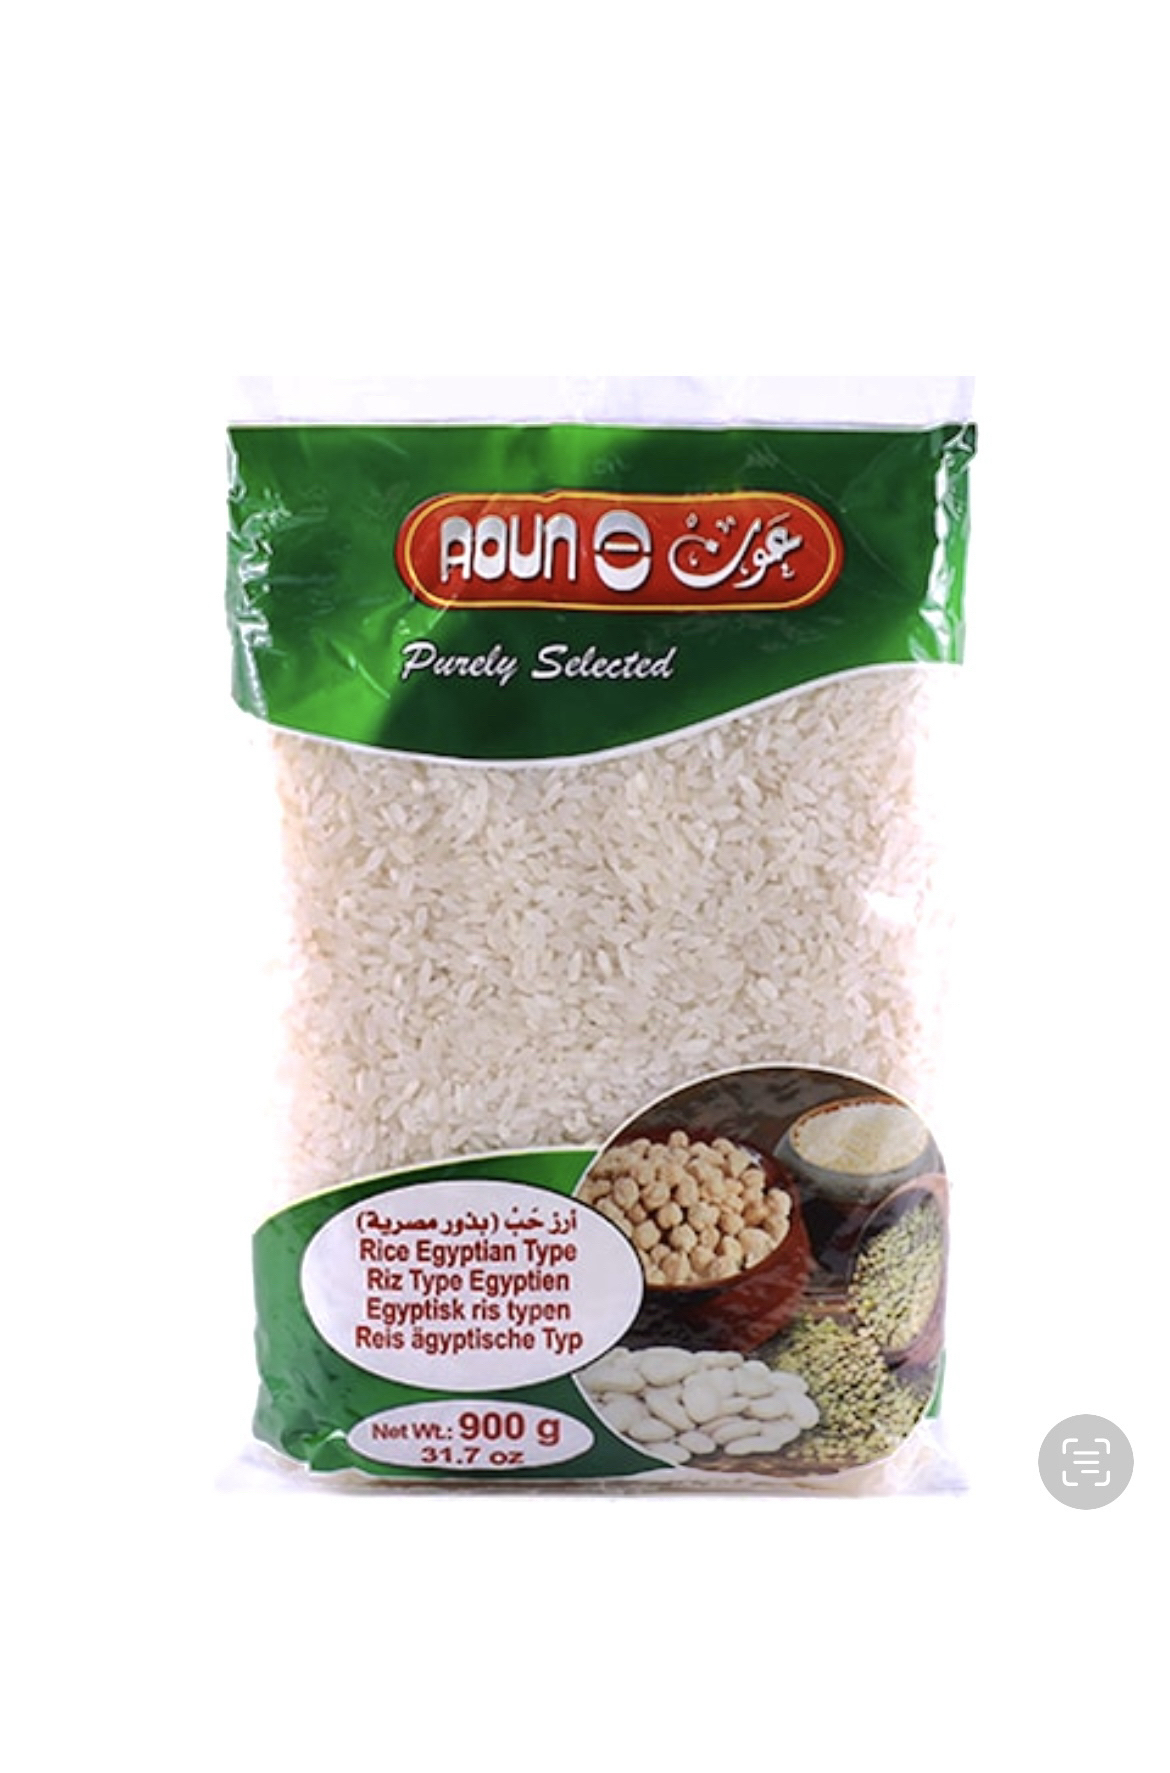 AOUN عَون
Purely Selected
أرز حَبْ (بذور مصرية)
Rice Egyptian Type
Riz Type Egyptien
Egyptisk ris typen
Reis ägyptische Typ
Net Wt.: 900 g
31.7 oz